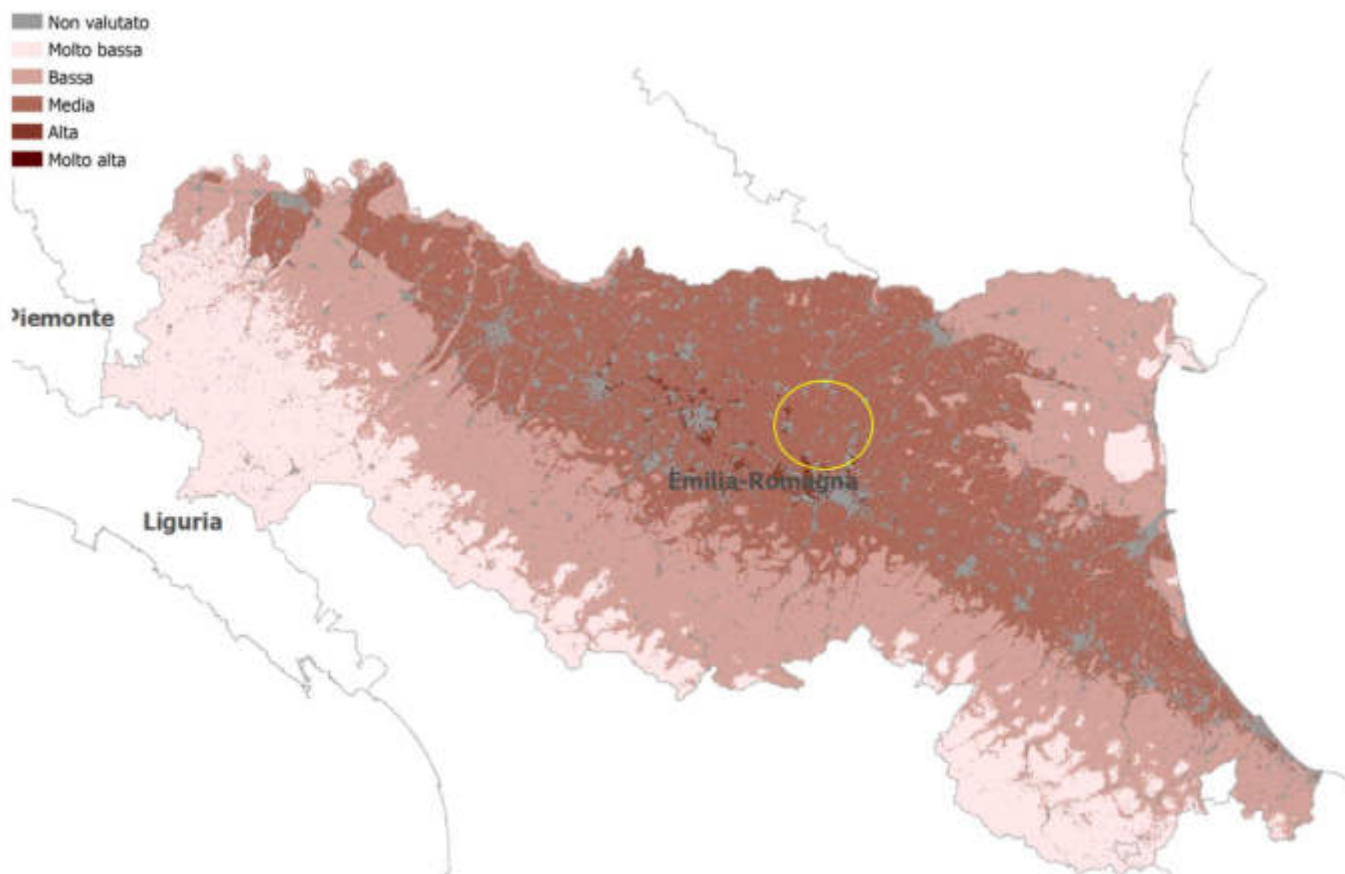 Non valutato
Molto bassa
Bassa
Media
Alta
Molto alta
Piemonte
Emilia-Romagna
Liguria